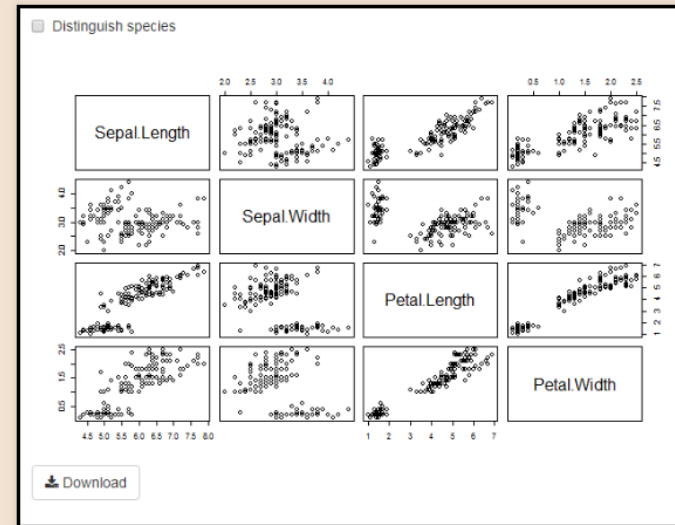 Distinguish species
2.0 2.5 3.0 3.5 4.0
0.5 1.0 1.5 2.0 2.5
Sepal.Length
4.5 5.5 6.5 7.5
2.0 3.0 4.0
Sepal.Width
Petal.Length
1 2 3 4 5 6 7
0.5 1.5 2.5
Petal.Width
4.5 5.0 5.5 6.0 6.5 7.0 7.5 8.0
1 2 3 4 5 6 7
Download